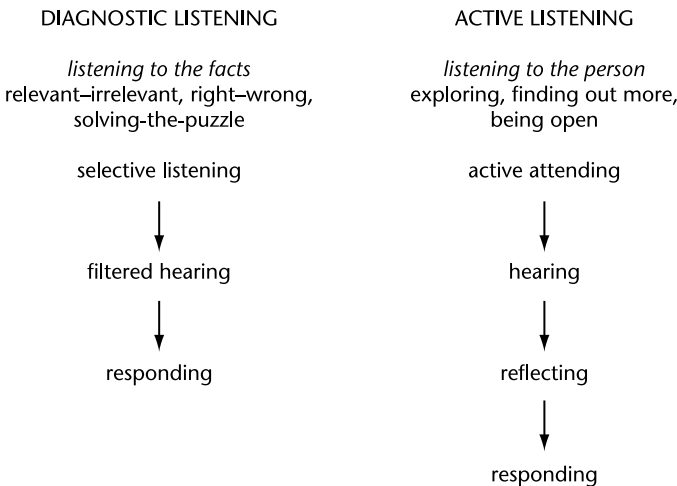 DIAGNOSTIC LISTENING
listening to the facts
relevant–irrelevant, right–wrong,
solving-the-puzzle
selective listening
filtered hearing
responding
ACTIVE LISTENING
listening to the person
exploring, finding out more,
being open
active attending
hearing
reflecting
responding